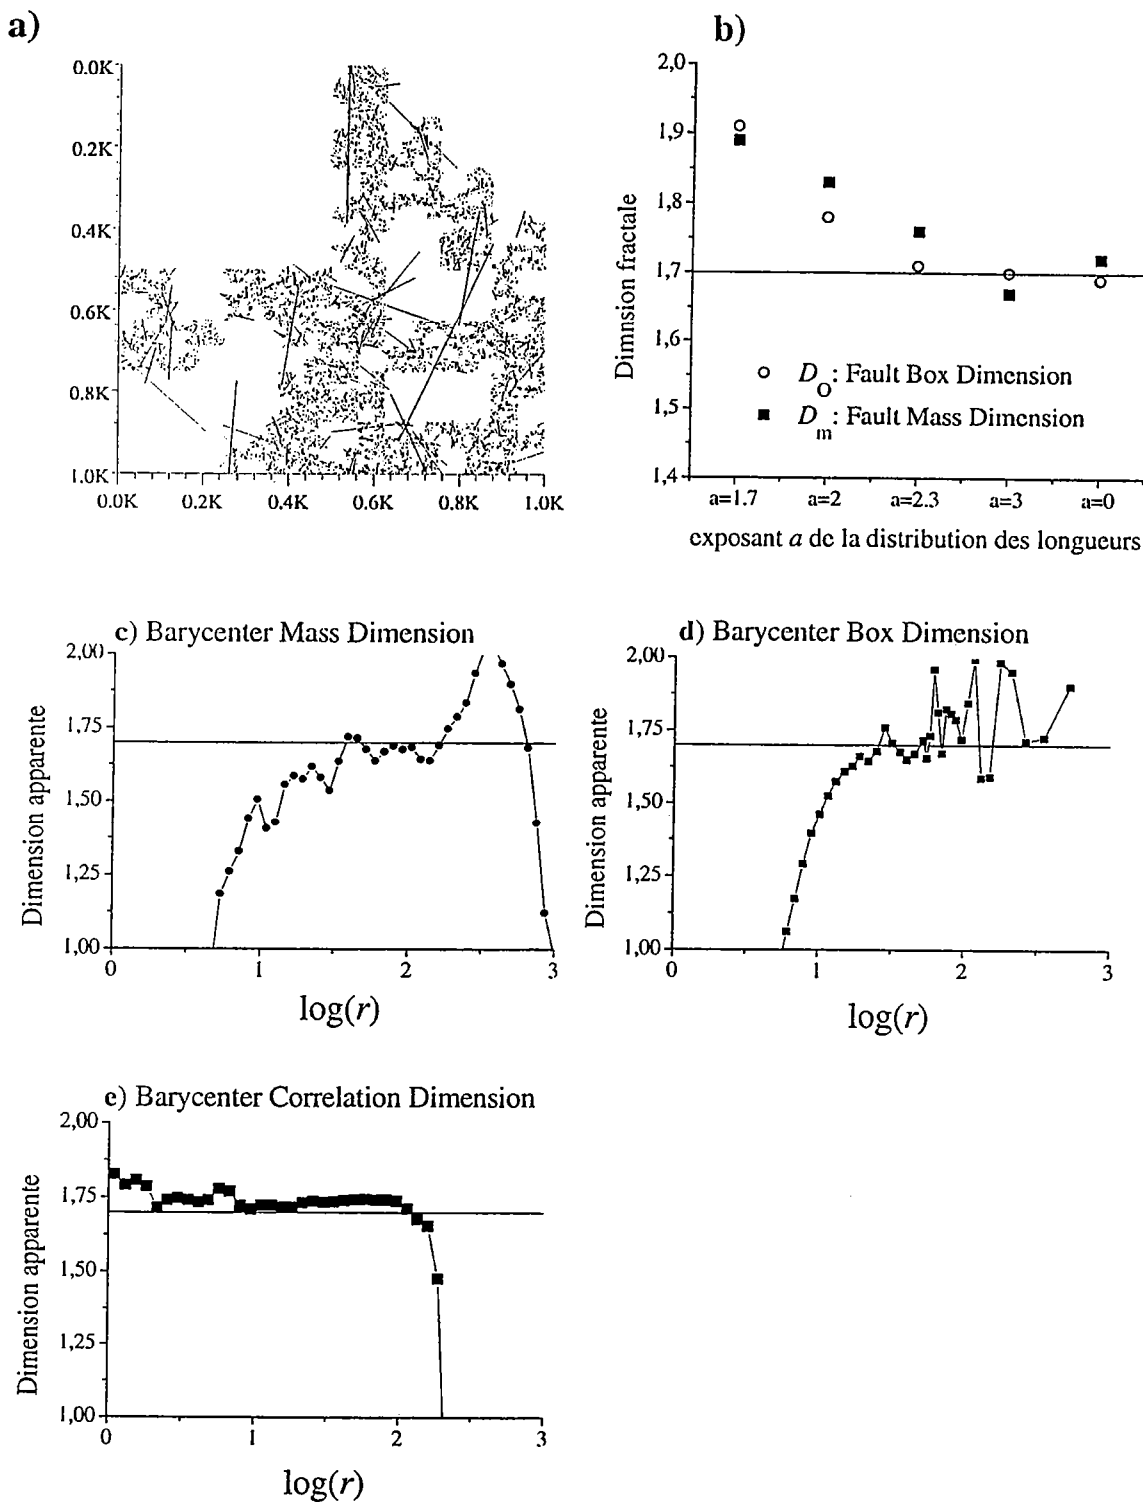 a)
0.0K
0.2K
0.4K
0.6K
0.8K
1.0K
0.0K 0.2K 0.4K 0.6K 0.8K 1.0K
b)
Dimnsion fractale
2,0
1,9
1,8
1,7
1,6
1,5
1,4
D_O: Fault Box Dimension
D_m: Fault Mass Dimension
a=1.7 a=2 a=2.3 a=3 a=0
exposant a de la distribution des longueurs
c) Barycenter Mass Dimension
Dimension apparente
2,00
1,75
1,50
1,25
1,00
0 1 2 3
log(r)
d) Barycenter Box Dimension
Dimension apparente
2,00
1,75
1,50
1,25
1,00
0 1 2 3
log(r)
e) Barycenter Correlation Dimension
Dimension apparente
2,00
1,75
1,50
1,25
1,00
0 1 2 3
log(r)